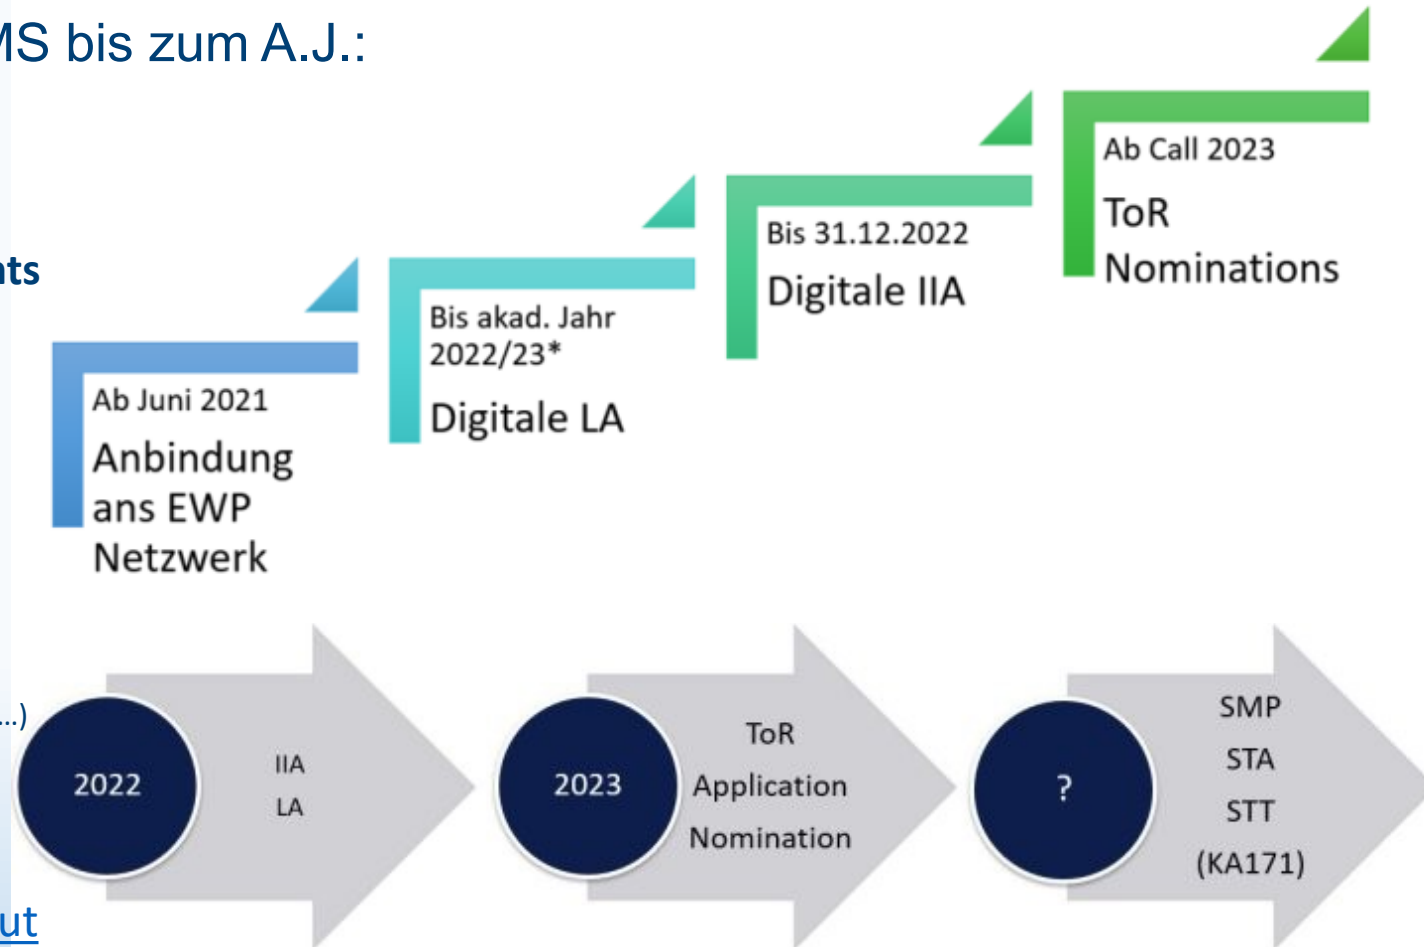 MS bis zum A.J.:
nts
...)
ut
Ab Juni 2021
Anbindung
ans EWP
Netzwerk
Bis akad. Jahr
2022/23*
Digitale LA
Bis 31.12.2022
Digitale IIA
Ab Call 2023
ToR
Nominations
2022
IIA
LA
2023
ToR
Application
Nomination
?
SMP
STA
STT
(KA171)